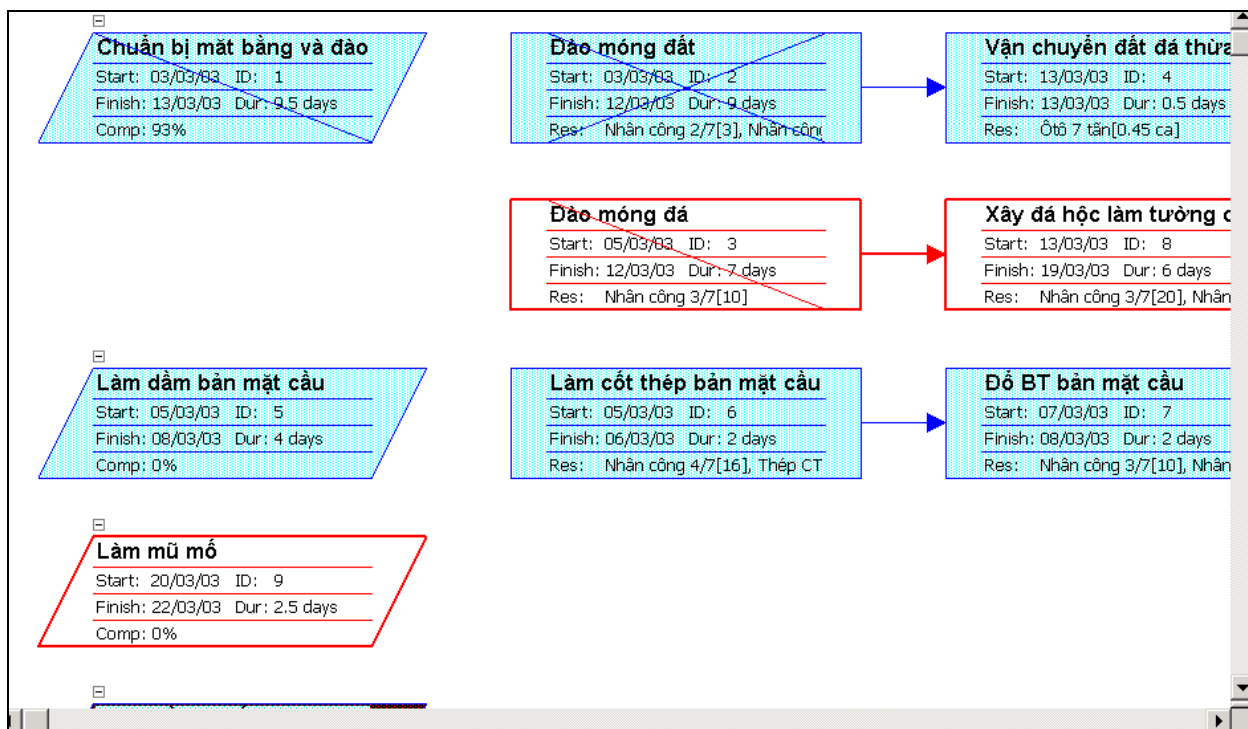 Chuẩn bị măt bằng và đào
Start: 03/03/03 ID: 1
Finish: 13/03/03 Dur: 9.5 days
Comp: 93%
Đào móng đất
Start: 03/03/03 ID: 2
Finish: 12/03/03 Dur: 9 days
Res: Nhân công 2/7[3], Nhân công
Vận chuyển đất đá thừa
Start: 13/03/03 ID: 4
Finish: 13/03/03 Dur: 0.5 days
Res: Ôtô 7 tấn[0.45 ca]
Đào móng đá
Start: 05/03/03 ID: 3
Finish: 12/03/03 Dur: 7 days
Res: Nhân công 3/7[10]
Xây đá hộc làm tường
Start: 13/03/03 ID: 8
Finish: 19/03/03 Dur: 6 days
Res: Nhân công 3/7[20], Nhân
Làm dầm bản mặt cầu
Start: 05/03/03 ID: 5
Finish: 08/03/03 Dur: 4 days
Comp: 0%
Làm cốt thép bản mặt cầu
Start: 05/03/03 ID: 6
Finish: 06/03/03 Dur: 2 days
Res: Nhân công 4/7[16], Thép CT
Đổ BT bản mặt cầu
Start: 07/03/03 ID: 7
Finish: 08/03/03 Dur: 2 days
Res: Nhân công 3/7[10], Nhân
Làm mũ mố
Start: 20/03/03 ID: 9
Finish: 22/03/03 Dur: 2.5 days
Comp: 0%